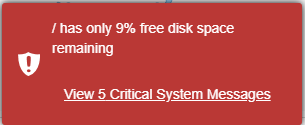 / has only 9% free disk space
remaining
View 5 Critical System Messages